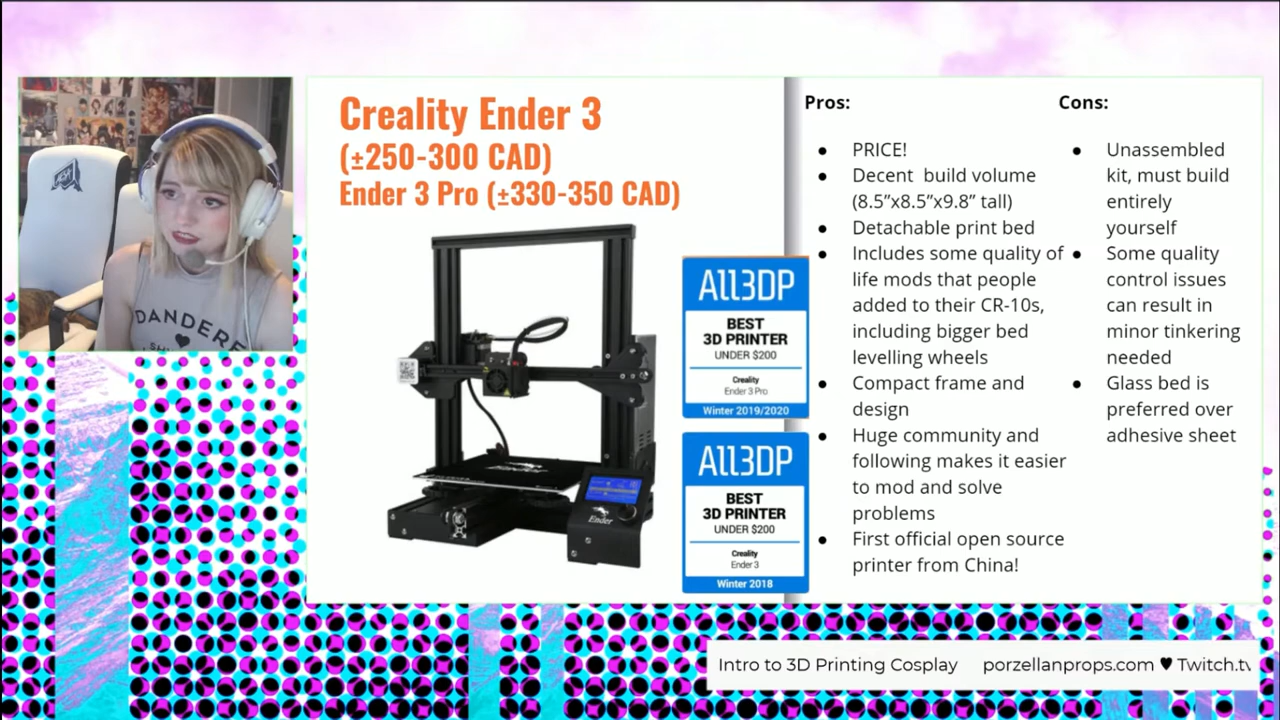 Creality Ender 3
(±250-300 CAD)
Ender 3 Pro (±330-350 CAD)
All3DP
BEST
3D PRINTER
UNDER $200
Creality
Ender 3 Pro
Winter 2019/2020
All3DP
BEST
3D PRINTER
UNDER $200
Creality
Ender 3
Winter 2018
Ender
Pros:
● PRICE!
● Decent build volume
(8.5”x8.5”x9.8” tall)
● Detachable print bed
● Includes some quality of
life mods that people
added to their CR-10s,
including bigger bed
levelling wheels
● Compact frame and
design
● Huge community and
following makes it easier
to mod and solve
problems
● First official open source
printer from China!
Cons:
● Unassembled
kit, must build
entirely
yourself
● Some quality
control issues
can result in
minor tinkering
needed
● Glass bed is
preferred over
adhesive sheet
DANDERE
Intro to 3D Printing Cosplay porzellanprops.com ♥ Twitch.tv